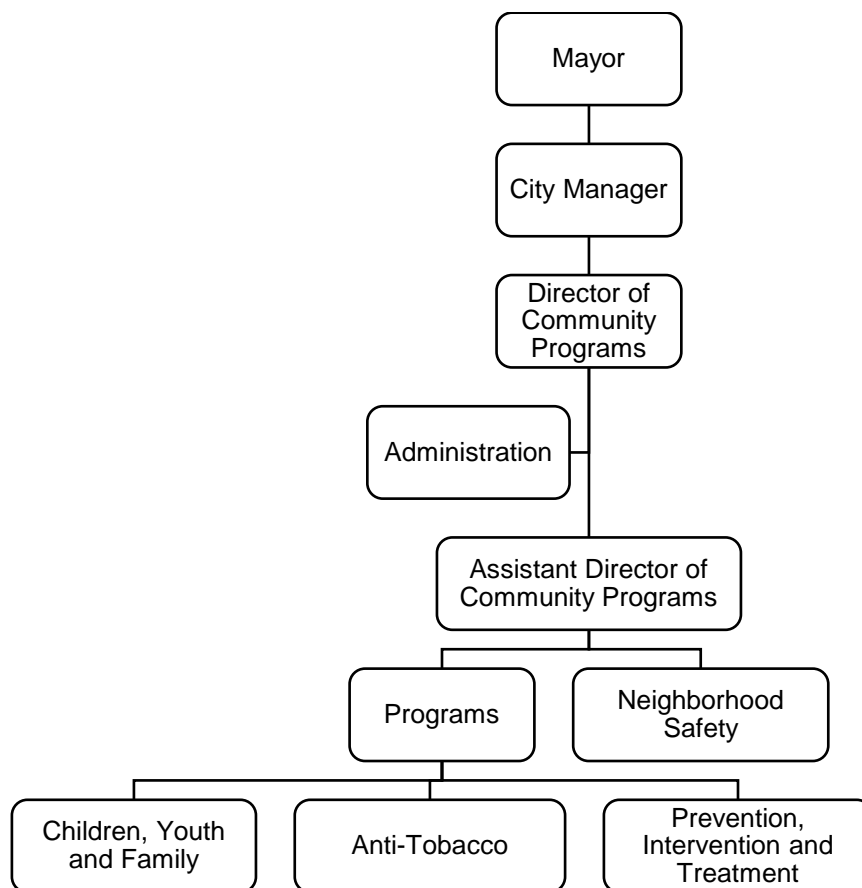 Mayor
City Manager
Director of
Community
Programs
Administration
Assistant Director of
Community Programs
Programs
Neighborhood
Safety
Children, Youth
and Family
Anti-Tobacco
Prevention,
Intervention and
Treatment